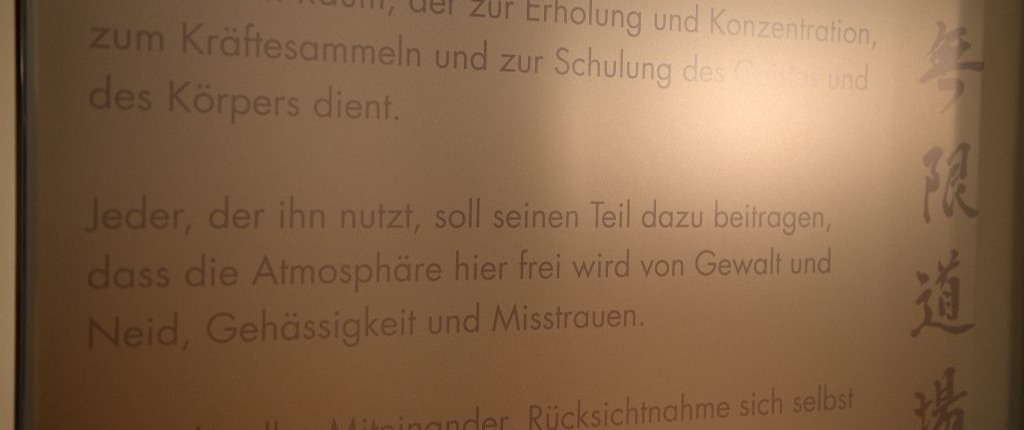 Raum, der zur Erholung und Konzentration,
zum Kräftesammeln und zur Schulung des Geistes und
des Körpers dient.
Jeder, der ihn nutzt, soll seinen Teil dazu beitragen,
dass die Atmosphäre hier frei wird von Gewalt und
Neid, Gehässigkeit und Misstrauen.
Miteinander, Rücksichtnahme sich selbst
無限道場